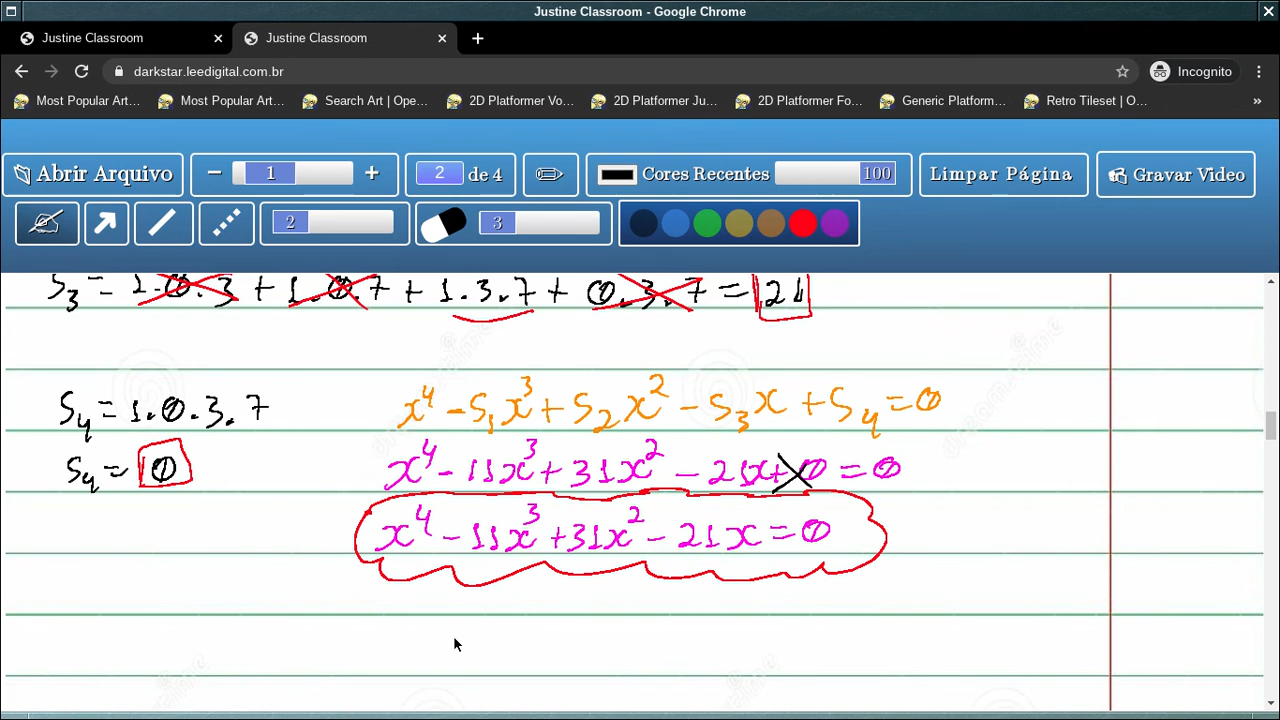 Justine Classroom - Google Chrome
Justine Classroom
Justine Classroom
darkstar.leedigital.com.br
Incognito
Most Popular Art...
Most Popular Art...
Search Art | Ope...
2D Platformer Vo...
2D Platformer Ju...
2D Platformer Fo...
Generic Platform...
Retro Tileset | O...
»
Abrir Arquivo
− 1 +
2 de 4
Cores Recentes 100
Limpar Página
Gravar Video
2
3
S₃ = 1.0.3 + 1.0.7 + 1.3.7 + 0.3.7 = 21
S₄ = 1.0.3.7
x⁴ - S₁x³ + S₂x² - S₃x + S₄ = 0
S₄ = 0
x⁴ - 11x³ + 31x² - 21x + 0 = 0
x⁴ - 11x³ + 31x² - 21x = 0